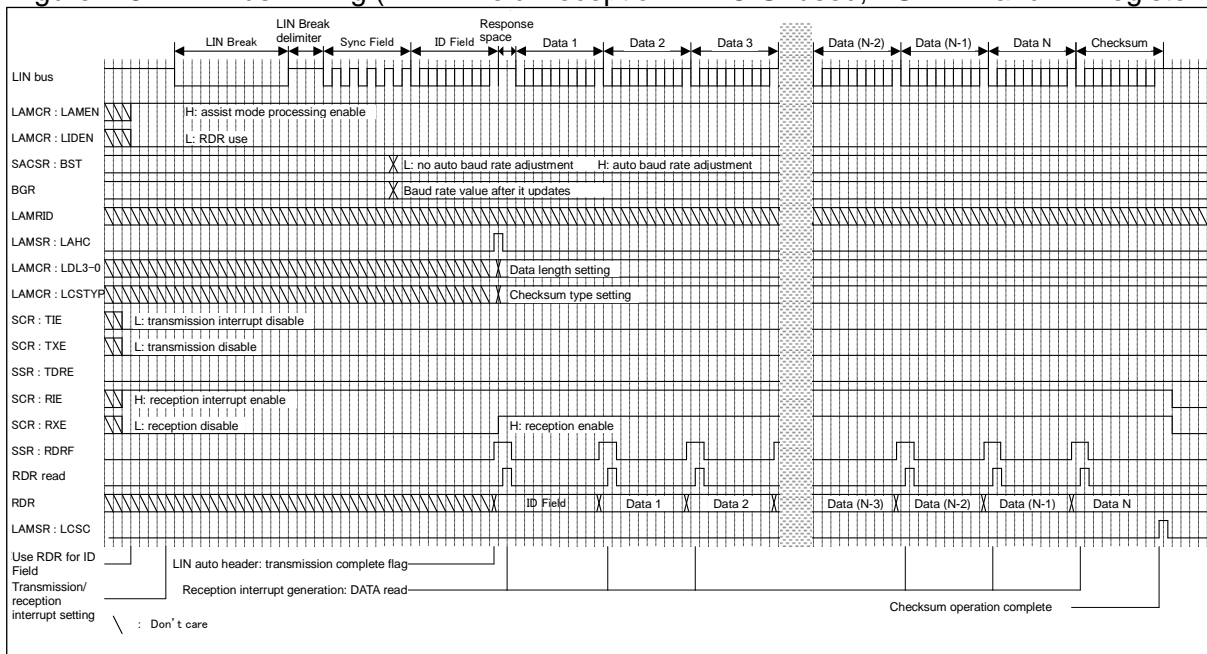 LIN Break
LIN Break delimiter
Sync Field
ID Field
Response space
Data 1
Data 2
Data 3
Data (N-2)
Data (N-1)
Data N
Checksum
LIN bus
LAMCR : LAMEN
H: assist mode processing enable
LAMCR : LIDEN
L: RDR use
SACSR : BST
L: no auto baud rate adjustment
H: auto baud rate adjustment
BGR
Baud rate value after it updates
LAMRID
LAMSR : LAHC
LAMCR : LDL3-0
Data length setting
LAMCR : LCSTYP
Checksum type setting
SCR : TIE
L: transmission interrupt disable
SCR : TXE
L: transmission disable
SSR : TDRE
SCR : RIE
H: reception interrupt enable
SCR : RXE
L: reception disable
H: reception enable
SSR : RDRF
RDR read
RDR
ID Field
Data 1
Data 2
Data (N-3)
Data (N-2)
Data (N-1)
Data N
LAMSR : LCSC
Use RDR for ID
Field
LIN auto header: transmission complete flag
Transmission/
reception
interrupt setting
Reception interrupt generation: DATA read
Checksum operation complete
\ : Don't care